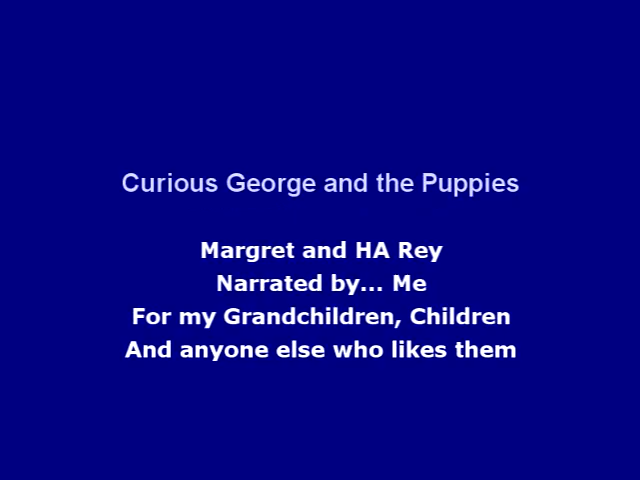 Curious George and the Puppies
Margret and HA Rey
Narrated by... Me
For my Grandchildren, Children
And anyone else who likes them